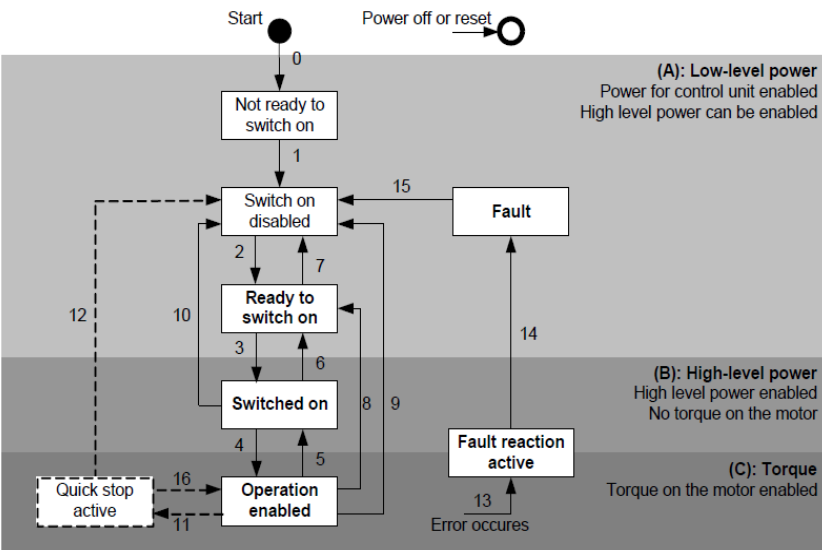 Start
Power off or reset
0
(A): Low-level power
Power for control unit enabled
High level power can be enabled
Not ready to
switch on
1
15
Switch on
disabled
Fault
2
7
Ready to
switch on
12
10
14
3
6
(B): High-level power
High level power enabled
No torque on the motor
Switched on
8
9
4
5
Fault reaction
active
(C): Torque
Torque on the motor enabled
Quick stop
active
16
11
Operation
enabled
13
Error occures